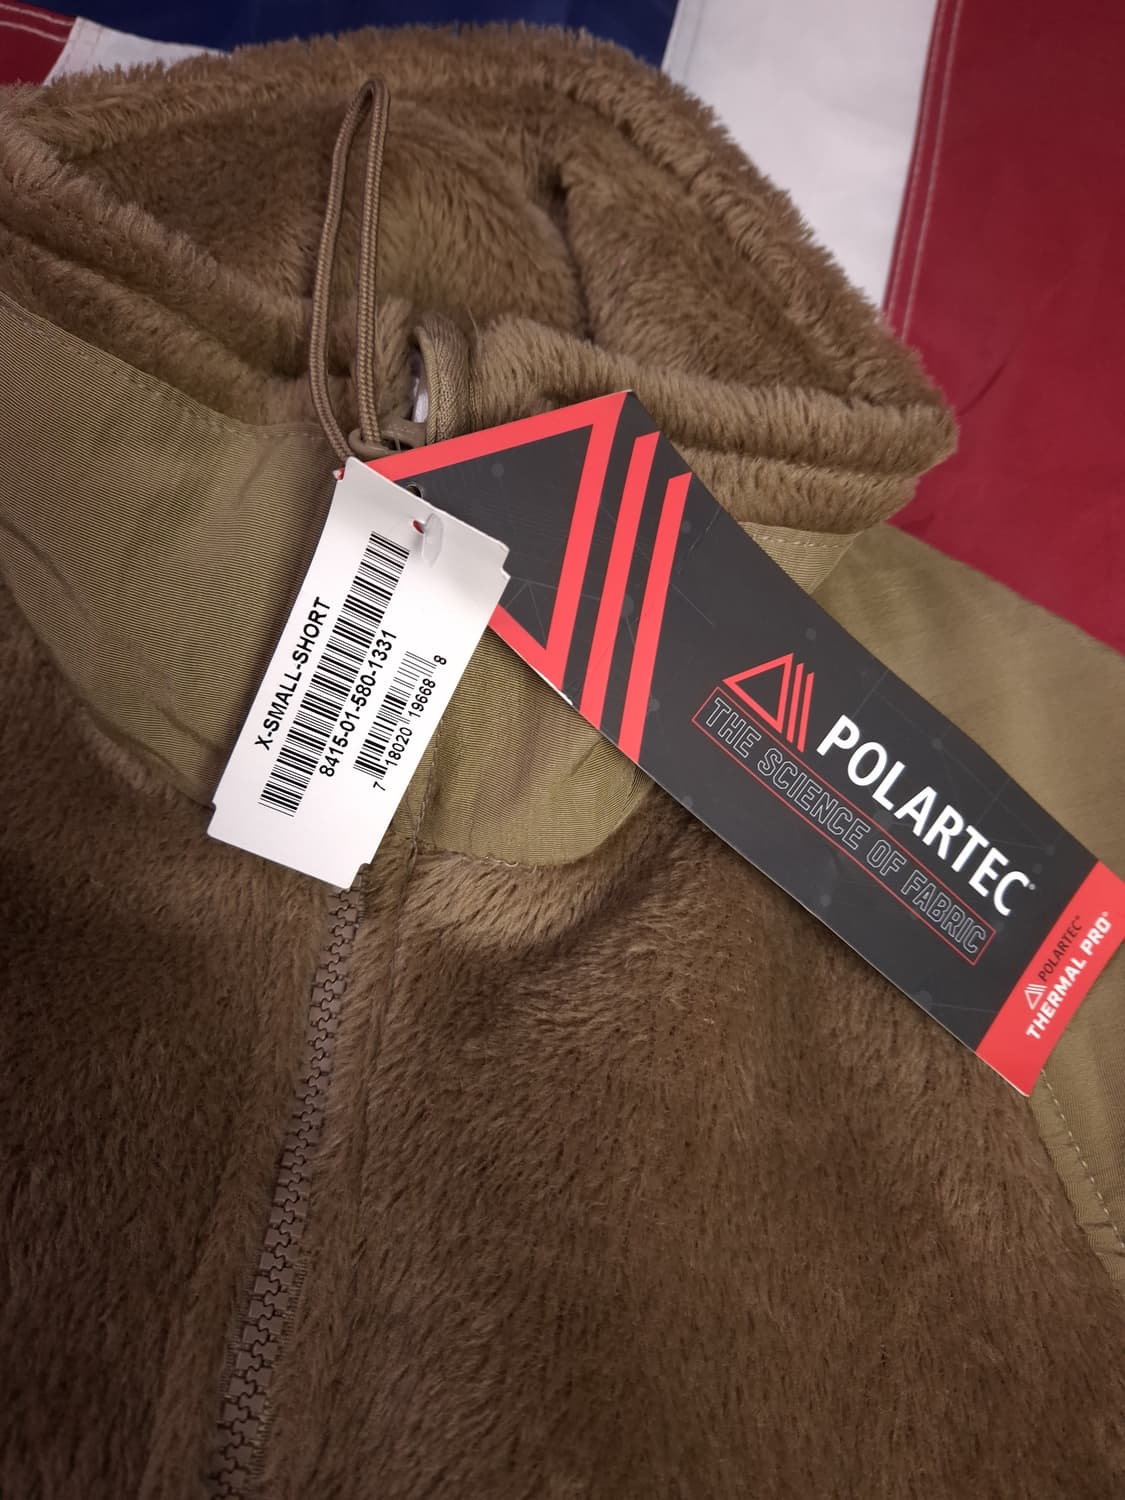 X-SMALL-SHORT
8415-01-580-1331
7 18020 19668 8
POLARTEC®
THE SCIENCE OF FABRIC
POLARTEC®
THERMAL PRO®